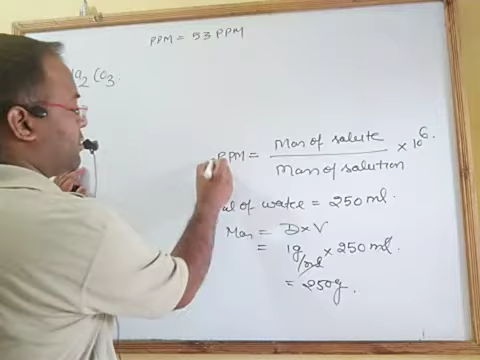 PPM = 53 PPM
Na2 CO3.
PPM = Mass of solute / Mass of solution × 10^6.
of water = 250 ml.
Mass = D × V
= 1g/ml × 250 ml.
= 250g.